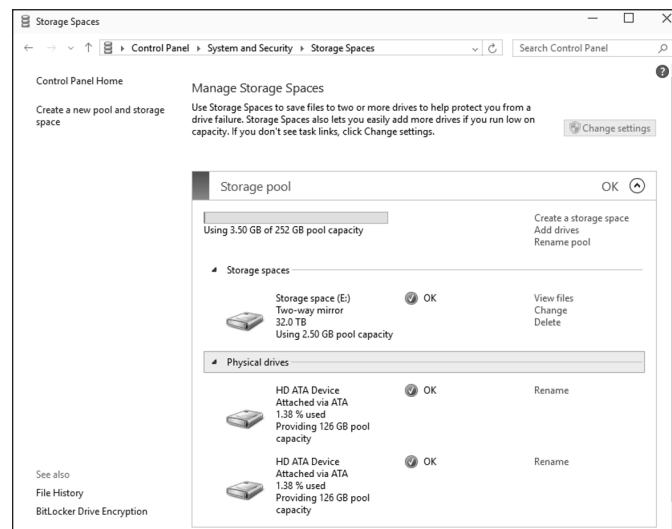 Storage Spaces
Control Panel ▸ System and Security ▸ Storage Spaces
Search Control Panel
Control Panel Home
Create a new pool and storage
space
Manage Storage Spaces
Use Storage Spaces to save files to two or more drives to help protect you from a
drive failure. Storage Spaces also lets you easily add more drives if you run low on
capacity. If you don't see task links, click Change settings.
Change settings
Storage pool
OK
Using 3.50 GB of 252 GB pool capacity
Create a storage space
Add drives
Rename pool
Storage spaces
Storage space (E:)
Two-way mirror
32.0 TB
Using 2.50 GB pool capacity
OK
View files
Change
Delete
Physical drives
HD ATA Device
Attached via ATA
1.38 % used
Providing 126 GB pool
capacity
OK
Rename
HD ATA Device
Attached via ATA
1.38 % used
Providing 126 GB pool
capacity
OK
Rename
See also
File History
BitLocker Drive Encryption